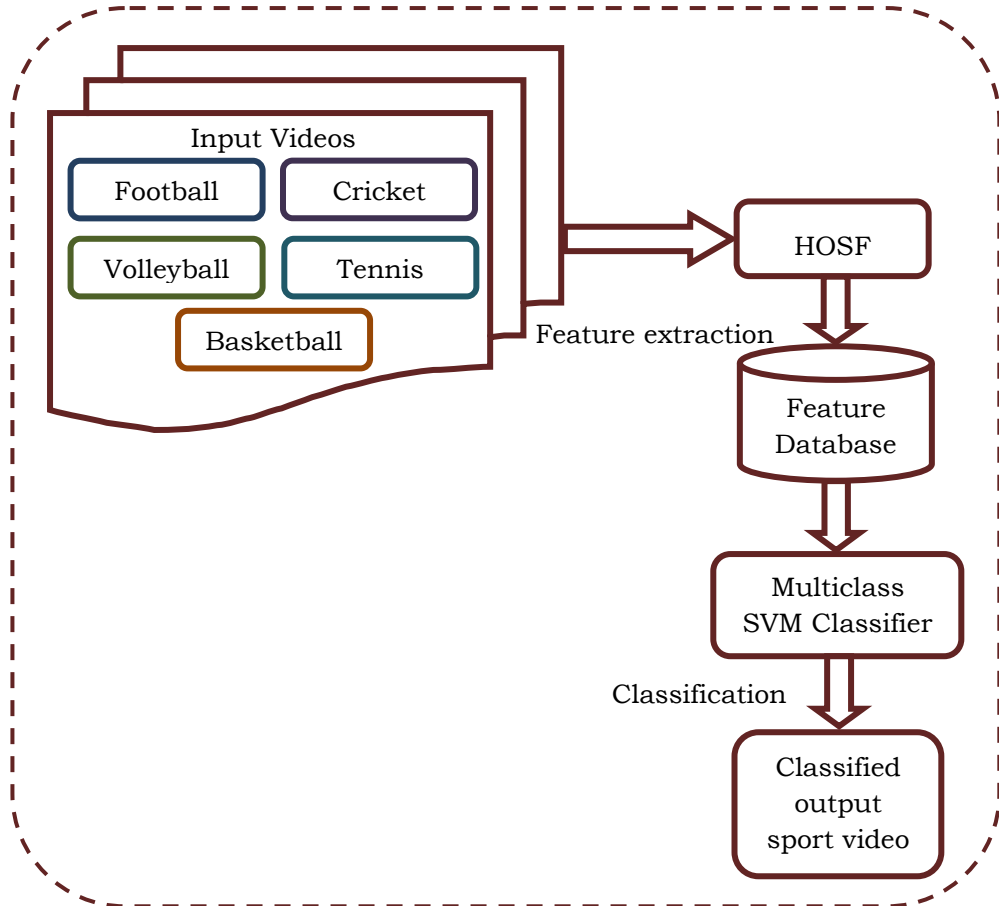 Input Videos
Football
Cricket
Volleyball
Tennis
Basketball
HOSF
Feature extraction
Feature
Database
Multiclass
SVM Classifier
Classification
Classified
output
sport video